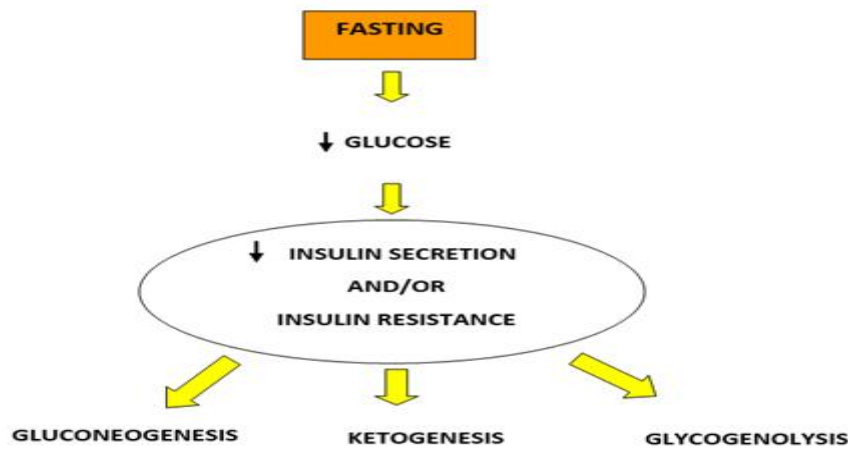 FASTING
GLUCOSE
INSULIN SECRETION
AND/OR
INSULIN RESISTANCE
GLUCONEOGENESIS
KETOGENESIS
GLYCOGENOLYSIS